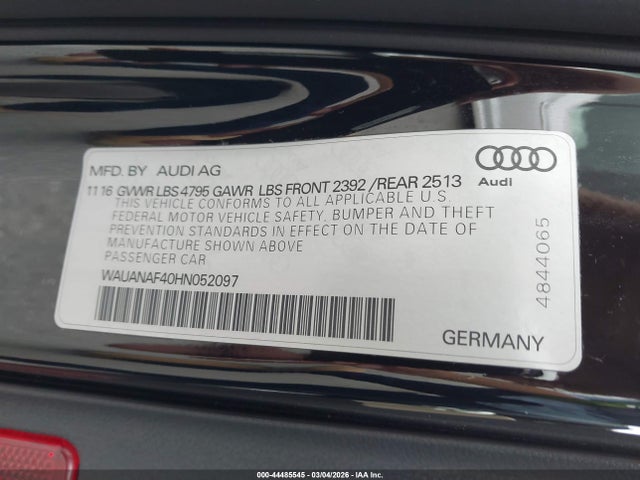 MFD. BY AUDI AG
11 16 GVWR LBS 4795 GAWR LBS FRONT 2392 /REAR 2513
THIS VEHICLE CONFORMS TO ALL APPLICABLE U.S.
FEDERAL MOTOR VEHICLE SAFETY, BUMPER AND THEFT
PREVENTION STANDARDS IN EFFECT ON THE DATE OF
MANUFACTURE SHOWN ABOVE
PASSENGER CAR
WAUANAF40HN052097
Audi
4844065
GERMANY
000-44485545 - 03/04/2026 - IAAI, Inc.